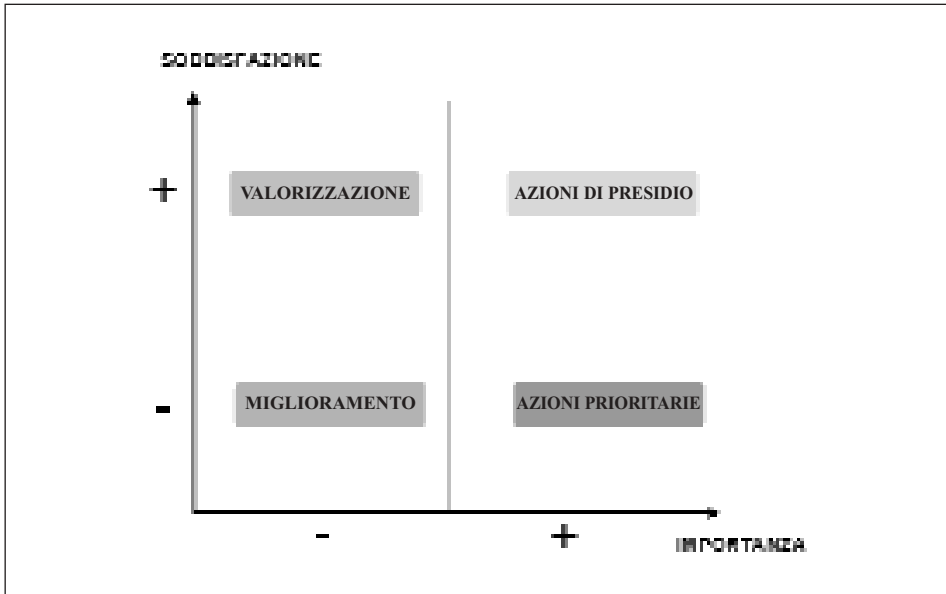 SODDISFAZIONE
+
VALORIZZAZIONE
AZIONI DI PRESIDIO
-
MIGLIORAMENTO
AZIONI PRIORITARIE
-
+
IMPORTANZA